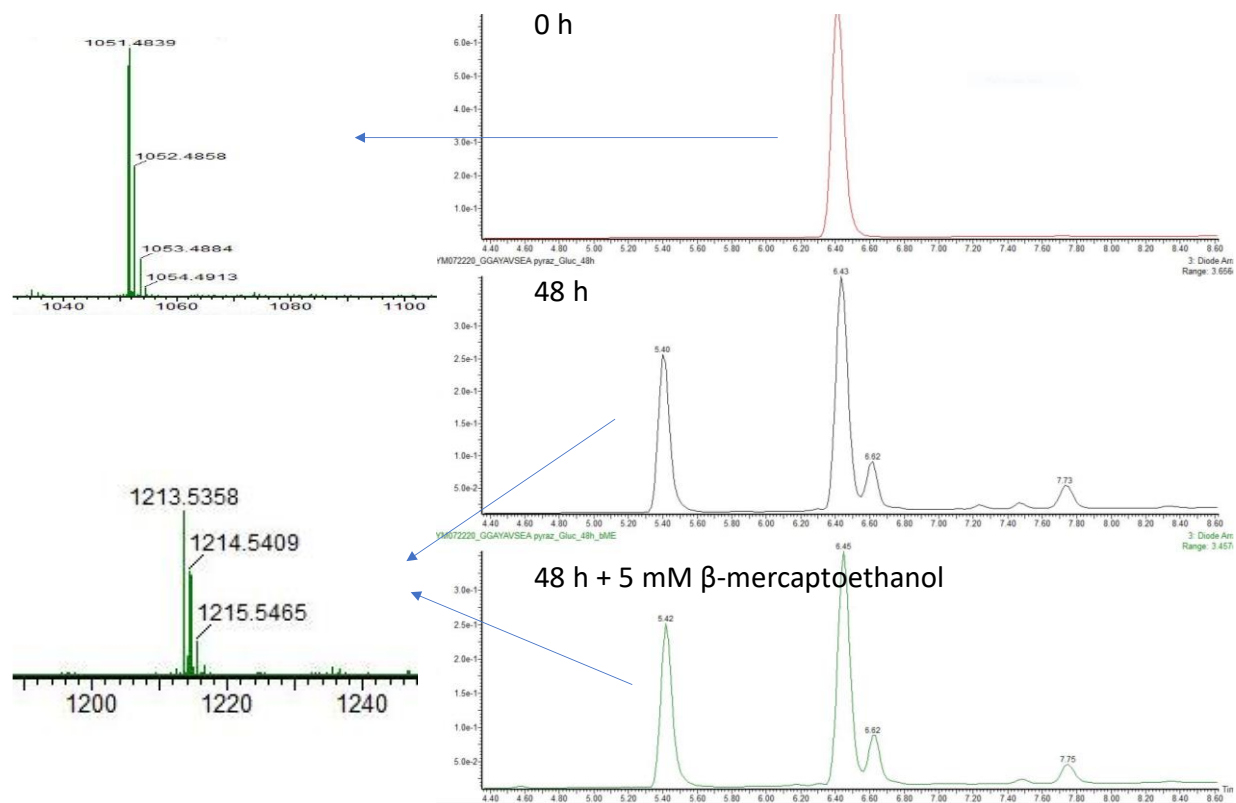 0 h
1051.4839
1052.4858
1053.4884
1054.4913
1040 1060 1080 1100
6.0e-1
5.0e-1
4.0e-1
3.0e-1
2.0e-1
1.0e-1
4.40 4.60 4.80 5.00 5.20 5.40 5.60 5.80 6.00 6.20 6.40 6.60 6.80 7.00 7.20 7.40 7.60 7.80 8.00 8.20 8.40 8.60
YM072220_GGAYAVSEA pyraz_Gluc_48h
3: Diode Arra
Range: 3.656e
48 h
6.43
5.40
6.62
7.73
3.0e-1
2.5e-1
2.0e-1
1.5e-1
1.0e-1
5.0e-2
4.40 4.60 4.80 5.00 5.20 5.40 5.60 5.80 6.00 6.20 6.40 6.60 6.80 7.00 7.20 7.40 7.60 7.80 8.00 8.20 8.40 8.60
YM072220_GGAYAVSEA pyraz_Gluc_48h_bME
3: Diode Arra
Range: 3.457e
1213.5358
1214.5409
1215.5465
1200 1220 1240
48 h + 5 mM β-mercaptoethanol
6.45
5.42
6.62
7.75
3.0e-1
2.5e-1
2.0e-1
1.5e-1
1.0e-1
5.0e-2
Tim
4.40 4.60 4.80 5.00 5.20 5.40 5.60 5.80 6.00 6.20 6.40 6.60 6.80 7.00 7.20 7.40 7.60 7.80 8.00 8.20 8.40 8.60